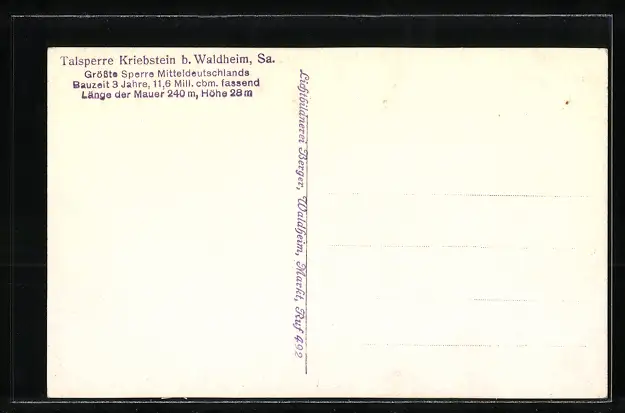 Talsperre Kriebstein b. Waldheim, Sa.
Größte Sperre Mitteldeutschlands
Bauzeit 3 Jahre, 11,6 Mill. cbm. fassend
Länge der Mauer 240 m, Höhe 28 m
Lichtbildnerei Berger, Waldheim, Markt, Ruf 492